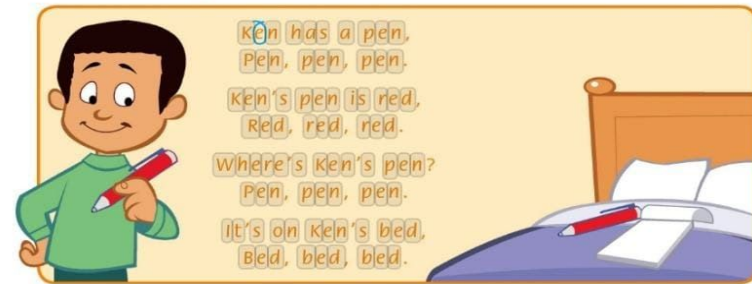 Ken has a pen,
Pen, pen, pen.
Ken's pen is red,
Red, red, red.
Where's Ken's pen?
Pen, pen, pen.
It's on Ken's bed,
Bed, bed, bed.